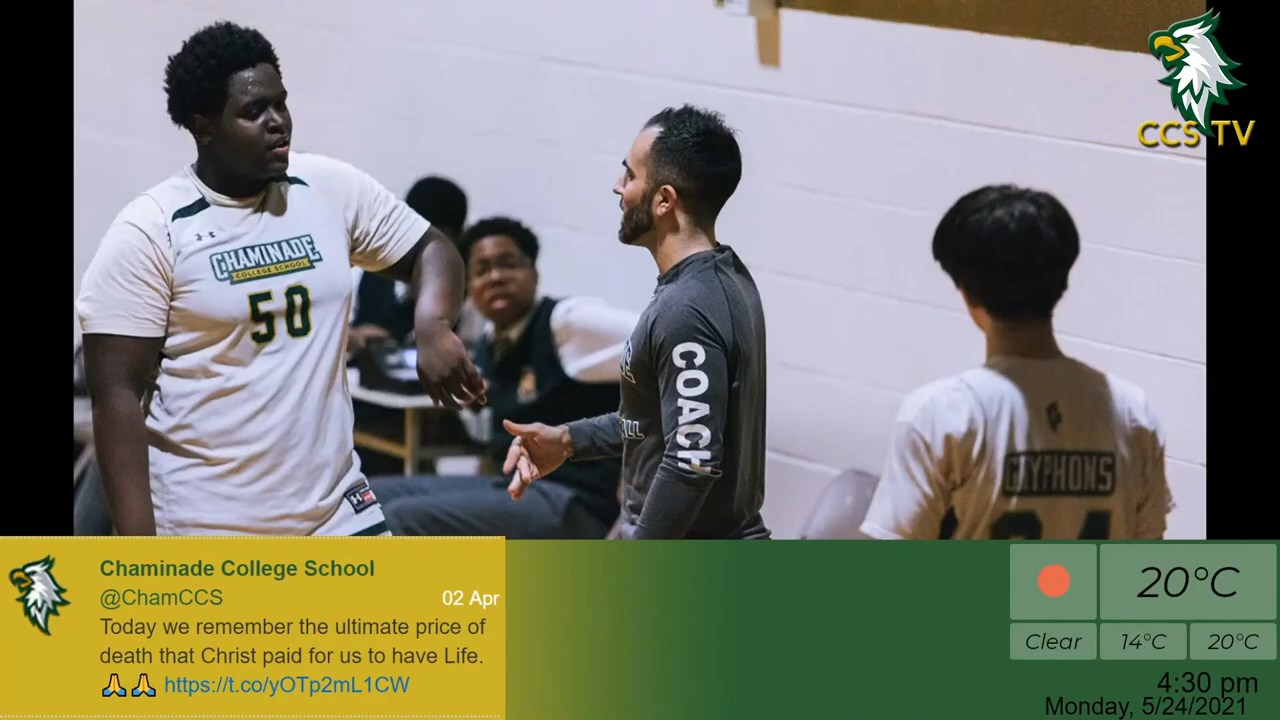 CCS TV
CHAMINADE
COLLEGE SCHOOL
50
COACH
GRYPHONS
Chaminade College School
@ChamCCS
02 Apr
Today we remember the ultimate price of
death that Christ paid for us to have Life.
🙏🙏 https://t.co/yOTp2mL1CW
20°C
Clear
14°C
20°C
4:30 pm
Monday, 5/24/2021